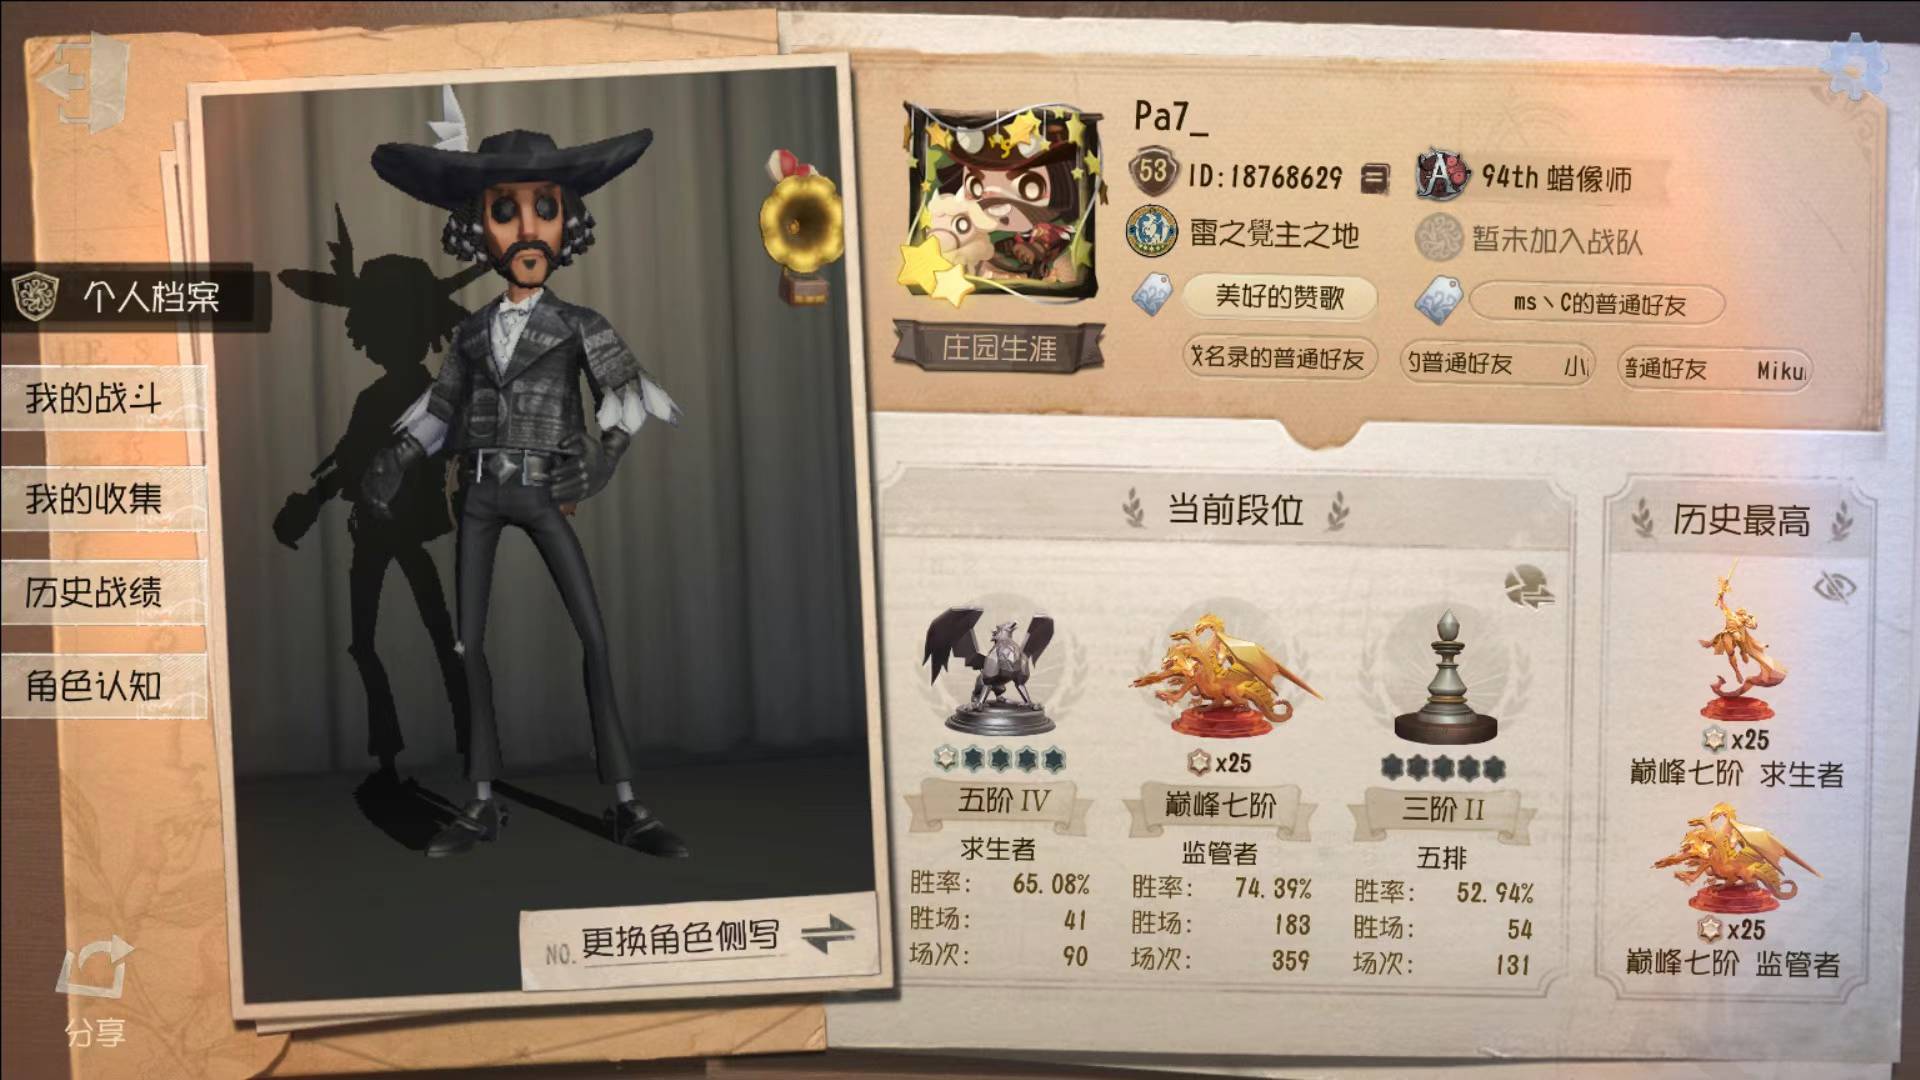 Pa7_
53 ID:18768629
A 94th 蜡像师
雷之覺主之地
暂未加入战队
美好的赞歌
ms丶C的普通好友
名录的普通好友
普通好友 小
普通好友 Miku
庄园生涯
个人档案
我的战斗
我的收集
历史战绩
角色认知
分享
NO. 更换角色侧写
当前段位
五阶 IV
求生者
胜率: 65.08%
胜场: 41
场次: 90
x25
巅峰七阶
监管者
胜率: 74.39%
胜场: 183
场次: 359
三阶 II
五排
胜率: 52.94%
胜场: 54
场次: 131
历史最高
x25
巅峰七阶 求生者
x25
巅峰七阶 监管者